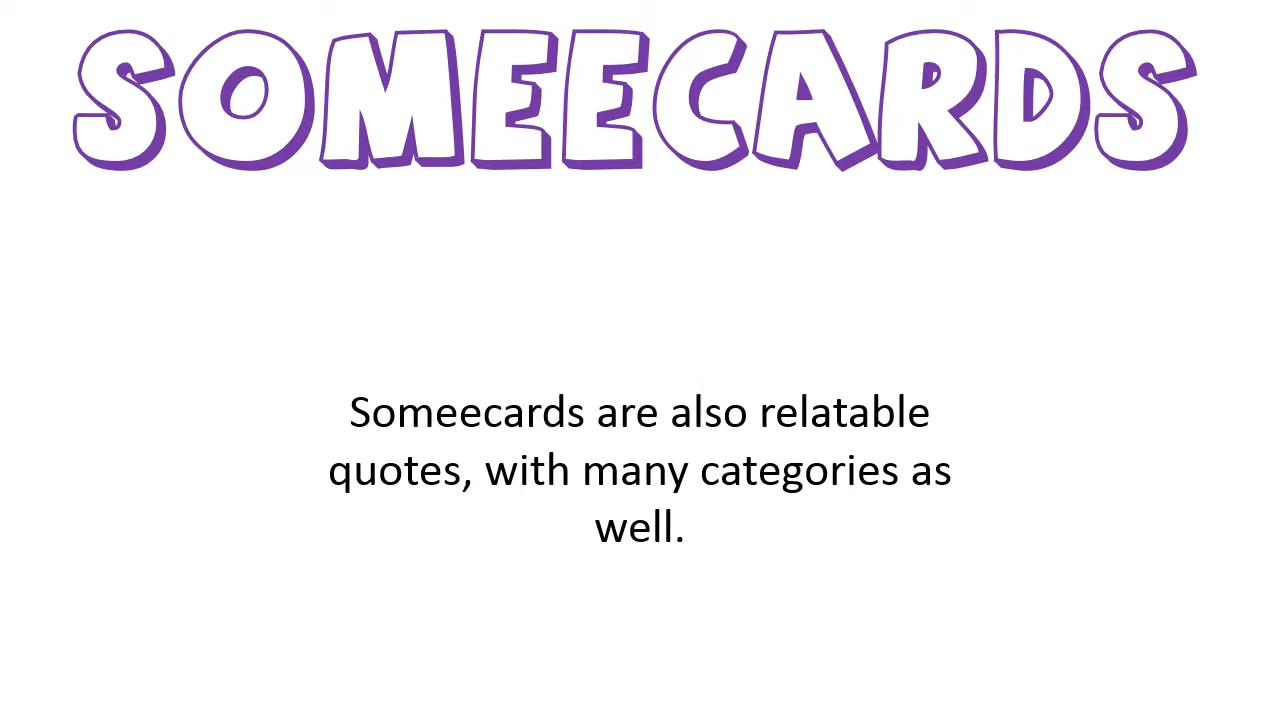 SOMEECARDS
Someecards are also relatable
quotes, with many categories as
well.